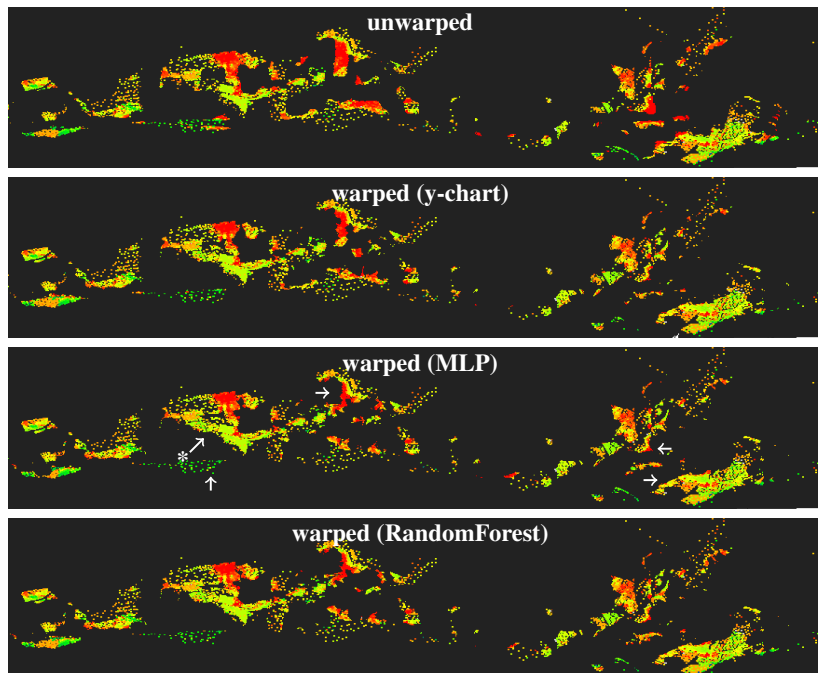 unwarped
warped (y-chart)
warped (MLP)
*
warped (RandomForest)